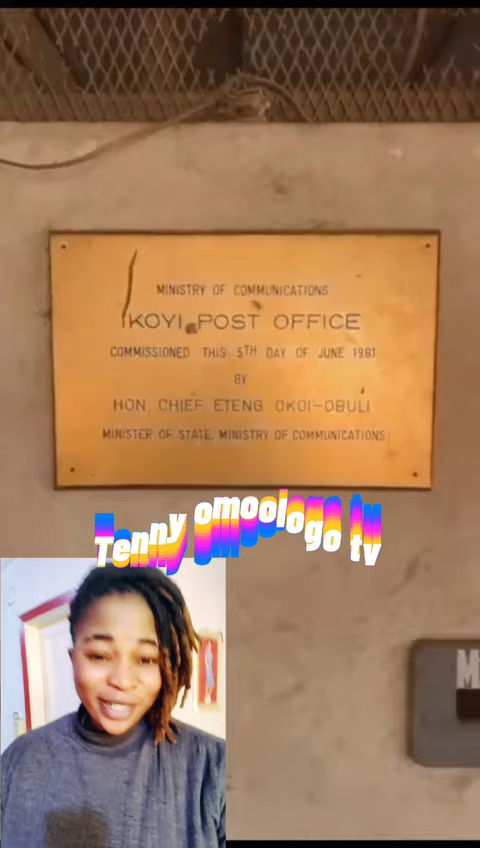 MINISTRY OF COMMUNICATIONS
IKOYI POST OFFICE
COMMISSIONED THIS 5TH DAY OF JUNE 1981
BY
HON. CHIEF ETENG OKOI-OBULI
MINISTER OF STATE, MINISTRY OF COMMUNICATIONS
Tenny omoologo tv